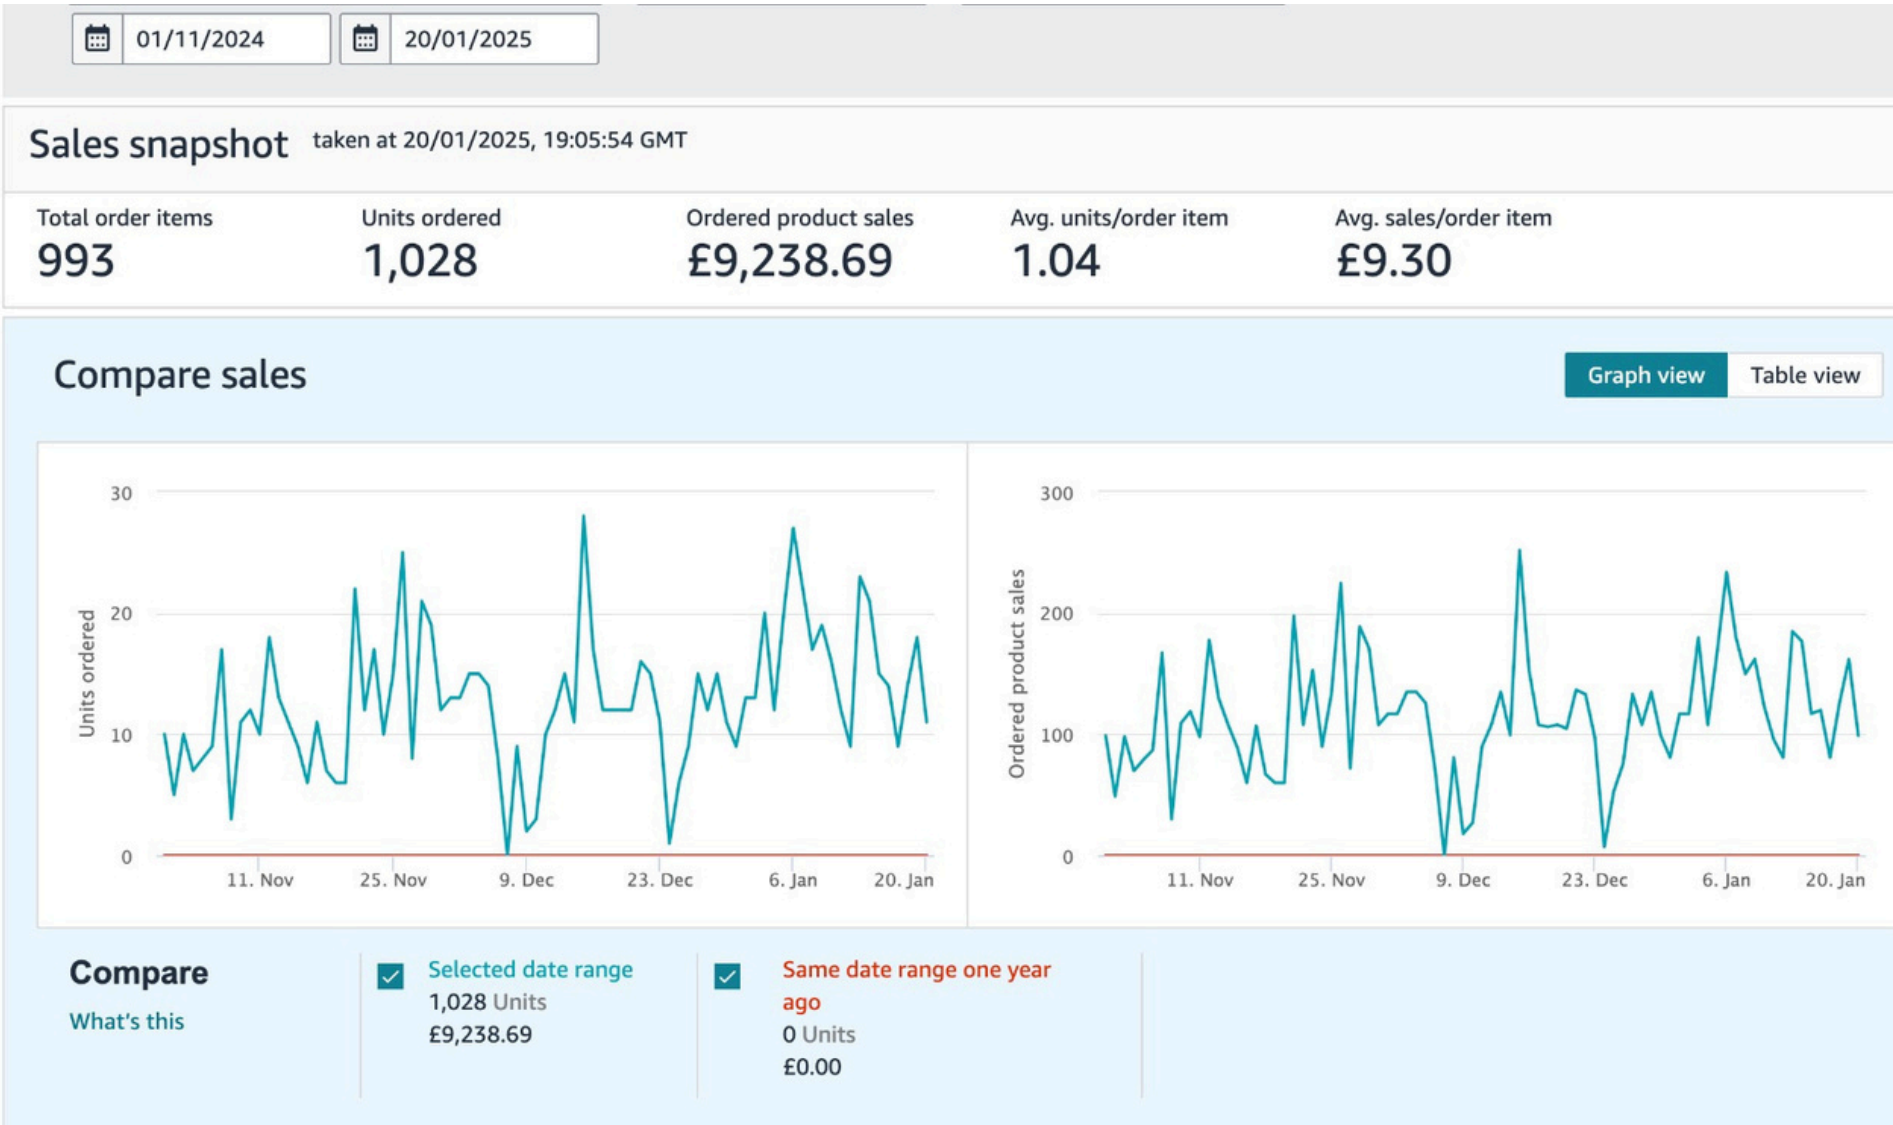 01/11/2024 20/01/2025
Sales snapshot taken at 20/01/2025, 19:05:54 GMT
Total order items Units ordered Ordered product sales Avg. units/order item Avg. sales/order item
993 1,028 £9,238.69 1.04 £9.30
Compare sales Graph view Table view
Units ordered
30
20
10
0
11. Nov 25. Nov 9. Dec 23. Dec 6. Jan 20. Jan
Ordered product sales
300
200
100
0
11. Nov 25. Nov 9. Dec 23. Dec 6. Jan 20. Jan
Compare
What's this
Selected date range
1,028 Units
£9,238.69
Same date range one year
ago
0 Units
£0.00